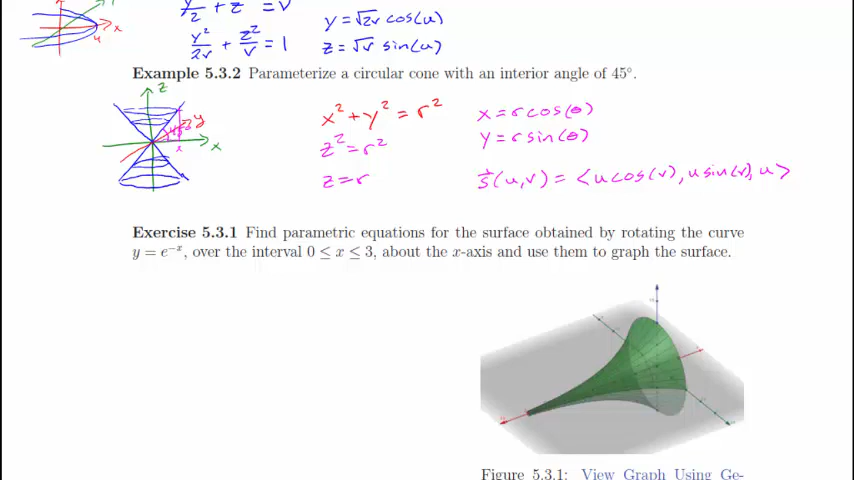 y/2 + z = v
y = √2v cos(u)
y²/2v + z²/v = 1
z = √v sin(u)
x
4
Example 5.3.2 Parameterize a circular cone with an interior angle of 45°.
z
y
x
x
x² + y² = r²
x = r cos(θ)
z² = r²
y = r sin(θ)
z = r
s(u,v) = <u cos(v), u sin(v), u>
Exercise 5.3.1 Find parametric equations for the surface obtained by rotating the curve
y = e⁻ˣ, over the interval 0 ≤ x ≤ 3, about the x-axis and use them to graph the surface.
Figure 5.3.1: View Graph Using Ge-